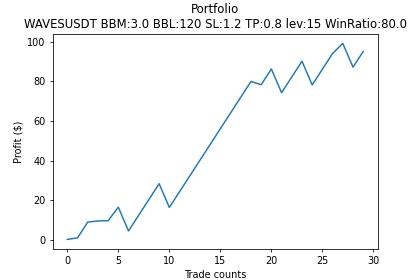 Portfolio
WAVESUSDT BBM:3.0 BBL:120 SL:1.2 TP:0.8 lev:15 WinRatio:80.0
100
80
60
40
20
0
Profit ($)
0 5 10 15 20 25 30
Trade counts